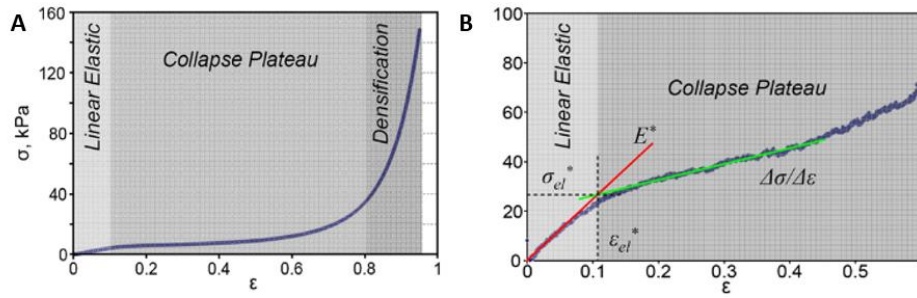 A
160
120
80
40
0
σ, kPa
Linear Elastic
Collapse Plateau
Densification
0
0.2
0.4
0.6
0.8
1
ε
B
100
80
60
40
20
0
Linear Elastic
Collapse Plateau
E*
σel*
Δσ/Δε
εel*
0
0.1
0.2
0.3
0.4
0.5
ε